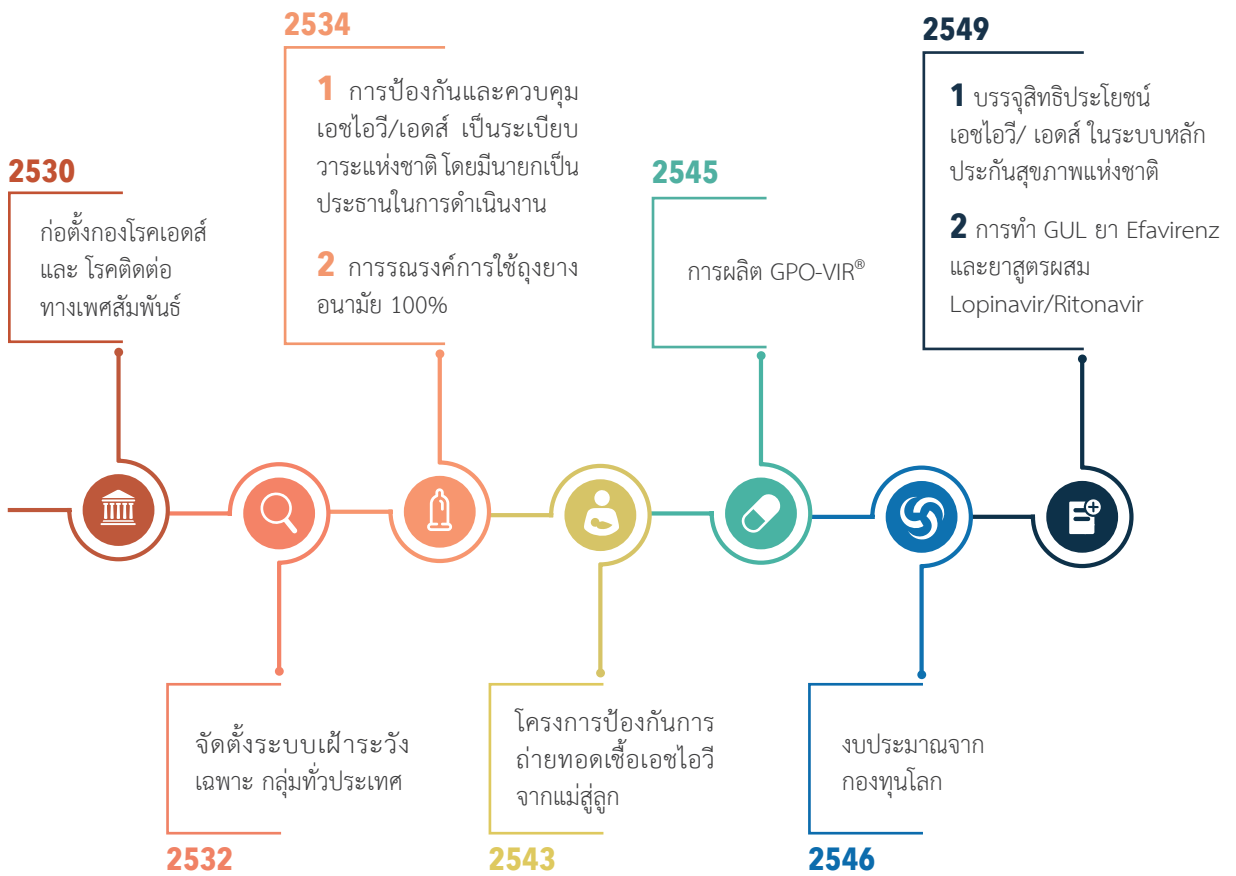 2530
ก่อตั้งกองโรคเอดส์
และ โรคติดต่อ
ทางเพศสัมพันธ์
2532
จัดตั้งระบบเฝ้าระวัง
เฉพาะ กลุ่มทั่วประเทศ
2534
1 การป้องกันและควบคุม
เอชไอวี/เอดส์ เป็นระเบียบ
วาระแห่งชาติ โดยมีนายกเป็น
ประธานในการดำเนินงาน
2 การรณรงค์การใช้ถุงยาง
อนามัย 100%
2543
โครงการป้องกันการ
ถ่ายทอดเชื้อเอชไอวี
จากแม่สู่ลูก
2545
การผลิต GPO-VIR®
2546
งบประมาณจาก
กองทุนโลก
2549
1 บรรจุสิทธิประโยชน์
เอชไอวี/ เอดส์ ในระบบหลัก
ประกันสุขภาพแห่งชาติ
2 การทำ GUL ยา Efavirenz
และยาสูตรผสม
Lopinavir/Ritonavir